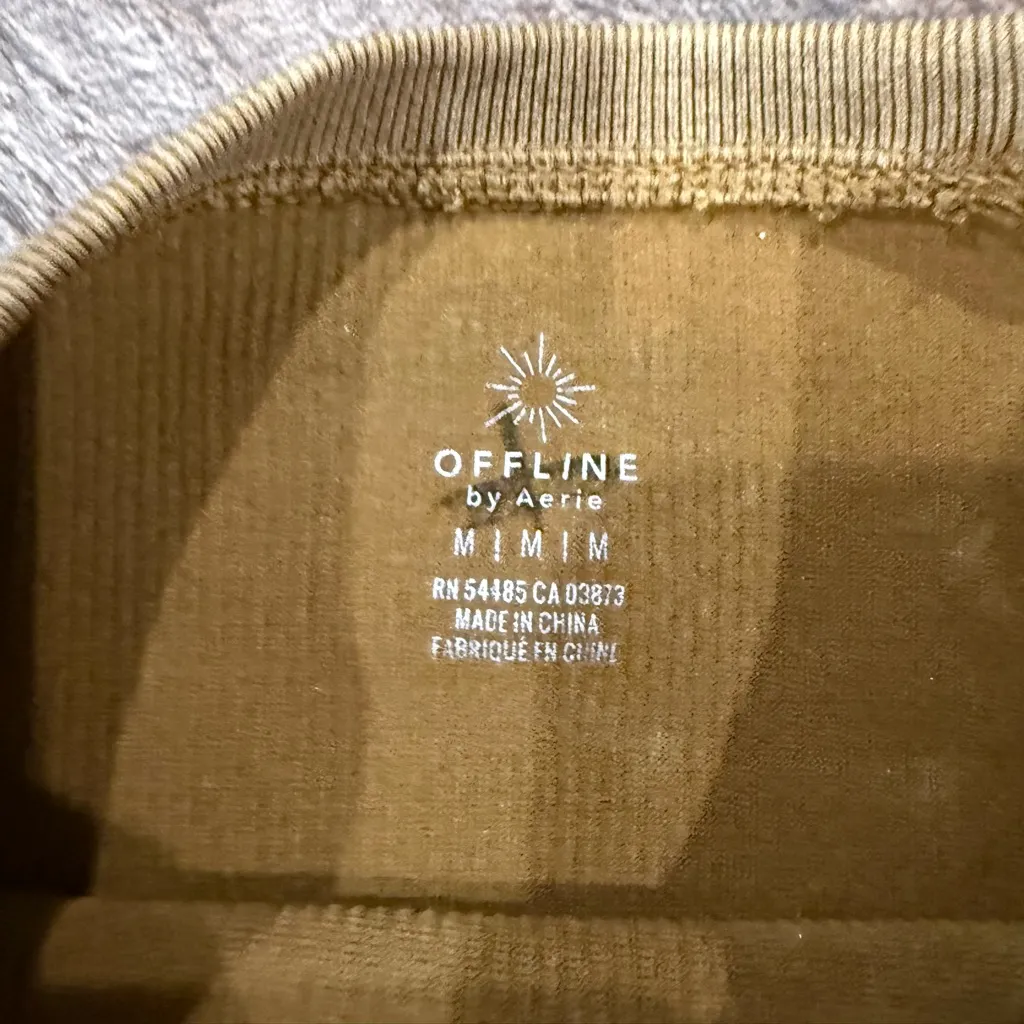 OFFLINE
by Aerie
M | M | M
RN 54485 CA 03873
MADE IN CHINA
FABRIQUÉ EN CHINE